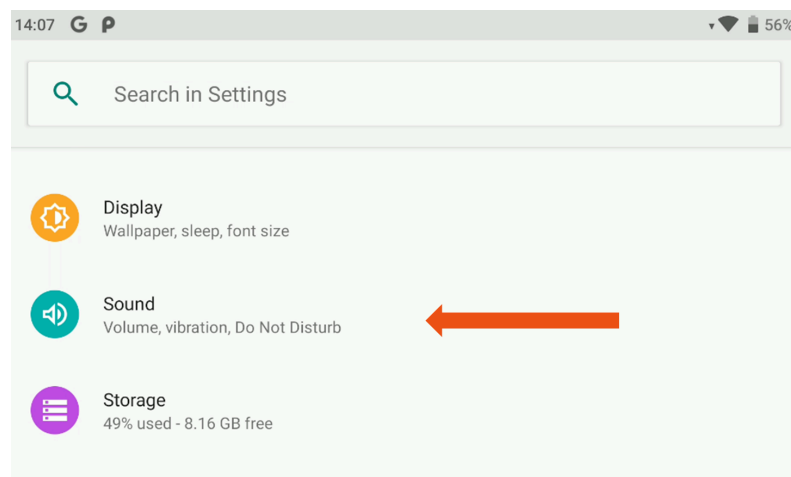 14:07 G P 56%
Search in Settings
Display
Wallpaper, sleep, font size
Sound
Volume, vibration, Do Not Disturb
Storage
49% used - 8.16 GB free